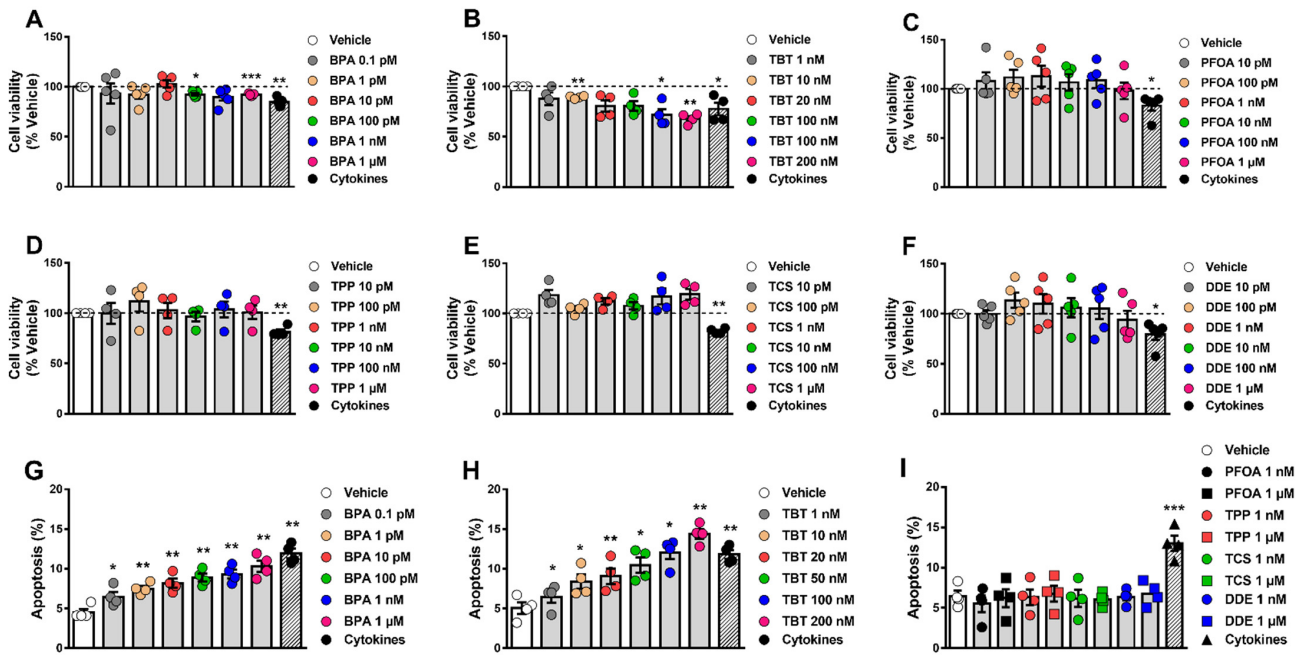 A
Cell viability
(% Vehicle)
150
100
50
0
*
***
**
Vehicle
BPA 0.1 pM
BPA 1 pM
BPA 10 pM
BPA 100 pM
BPA 1 nM
BPA 1 µM
Cytokines
B
Cell viability
(% Vehicle)
150
100
50
0
**
*
**
*
Vehicle
TBT 1 nM
TBT 10 nM
TBT 20 nM
TBT 100 nM
TBT 100 nM
TBT 200 nM
Cytokines
C
Cell viability
(% Vehicle)
150
100
50
0
*
Vehicle
PFOA 10 pM
PFOA 100 pM
PFOA 1 nM
PFOA 10 nM
PFOA 100 nM
PFOA 1 µM
Cytokines
D
Cell viability
(% Vehicle)
150
100
50
0
**
Vehicle
TPP 10 pM
TPP 100 pM
TPP 1 nM
TPP 10 nM
TPP 100 nM
TPP 1 µM
Cytokines
E
Cell viability
(% Vehicle)
150
100
50
0
**
Vehicle
TCS 10 pM
TCS 100 pM
TCS 1 nM
TCS 10 nM
TCS 100 nM
TCS 1 µM
Cytokines
F
Cell viability
(% Vehicle)
150
100
50
0
*
Vehicle
DDE 10 pM
DDE 100 pM
DDE 1 nM
DDE 10 nM
DDE 100 nM
DDE 1 µM
Cytokines
G
Apoptosis (%)
20
15
10
5
0
*
**
**
**
**
**
**
Vehicle
BPA 0.1 pM
BPA 1 pM
BPA 10 pM
BPA 100 pM
BPA 1 nM
BPA 1 µM
Cytokines
H
Apoptosis (%)
20
15
10
5
0
*
*
**
*
*
**
**
Vehicle
TBT 1 nM
TBT 10 nM
TBT 20 nM
TBT 50 nM
TBT 100 nM
TBT 200 nM
Cytokines
I
Apoptosis (%)
20
15
10
5
0
***
Vehicle
PFOA 1 nM
PFOA 1 µM
TPP 1 nM
TPP 1 µM
TCS 1 nM
TCS 1 µM
DDE 1 nM
DDE 1 µM
Cytokines